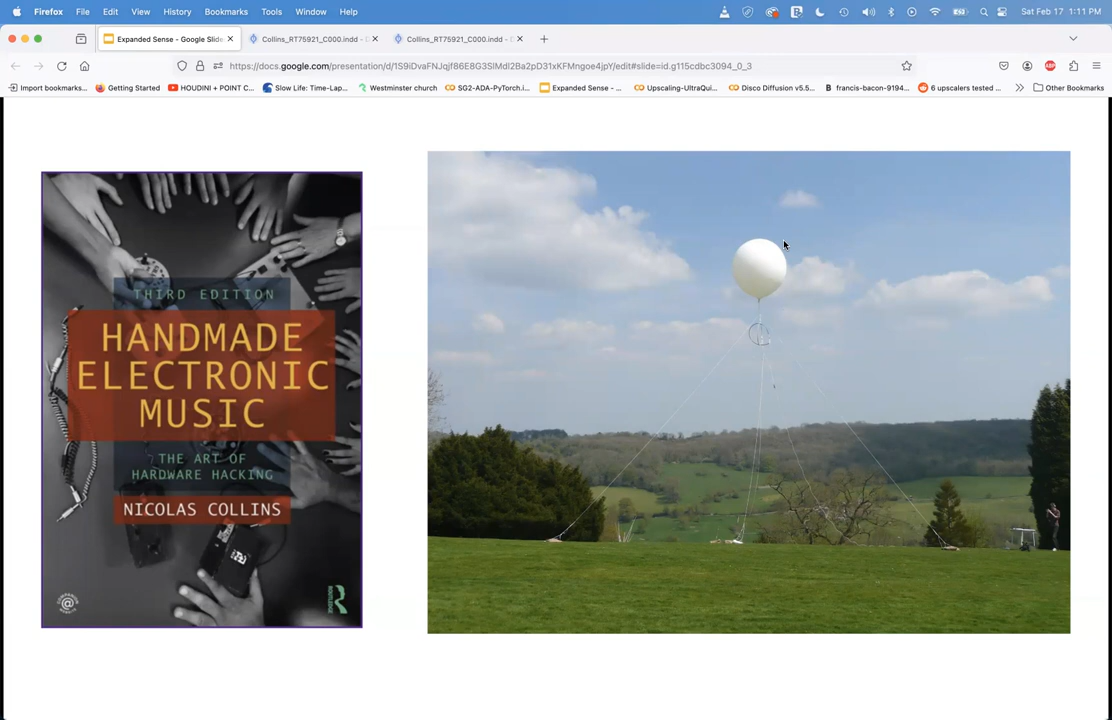 Firefox File Edit View History Bookmarks Tools Window Help Sat Feb 17 1:11 PM
Expanded Sense - Google Slide Collins_RT75921_C000.indd - Collins_RT75921_C000.indd -
https://docs.google.com/presentation/d/1S9iDvaFNJqjf86E8G3SlMdl2Ba2pD31xKFMngoe4jpY/edit#slide=id.g115cdbc3094_0_3
Import bookmarks... Getting Started HOUDINI + POINT C... Slow Life: Time-Lap... Westminster church SG2-ADA-PyTorch.i... Expanded Sense - ... Upscaling-UltraQui... Disco Diffusion v5.5... francis-bacon-9194... 6 upscalers tested ... Other Bookmarks
THIRD EDITION
HANDMADE
ELECTRONIC
MUSIC
THE ART OF
HARDWARE HACKING
NICOLAS COLLINS